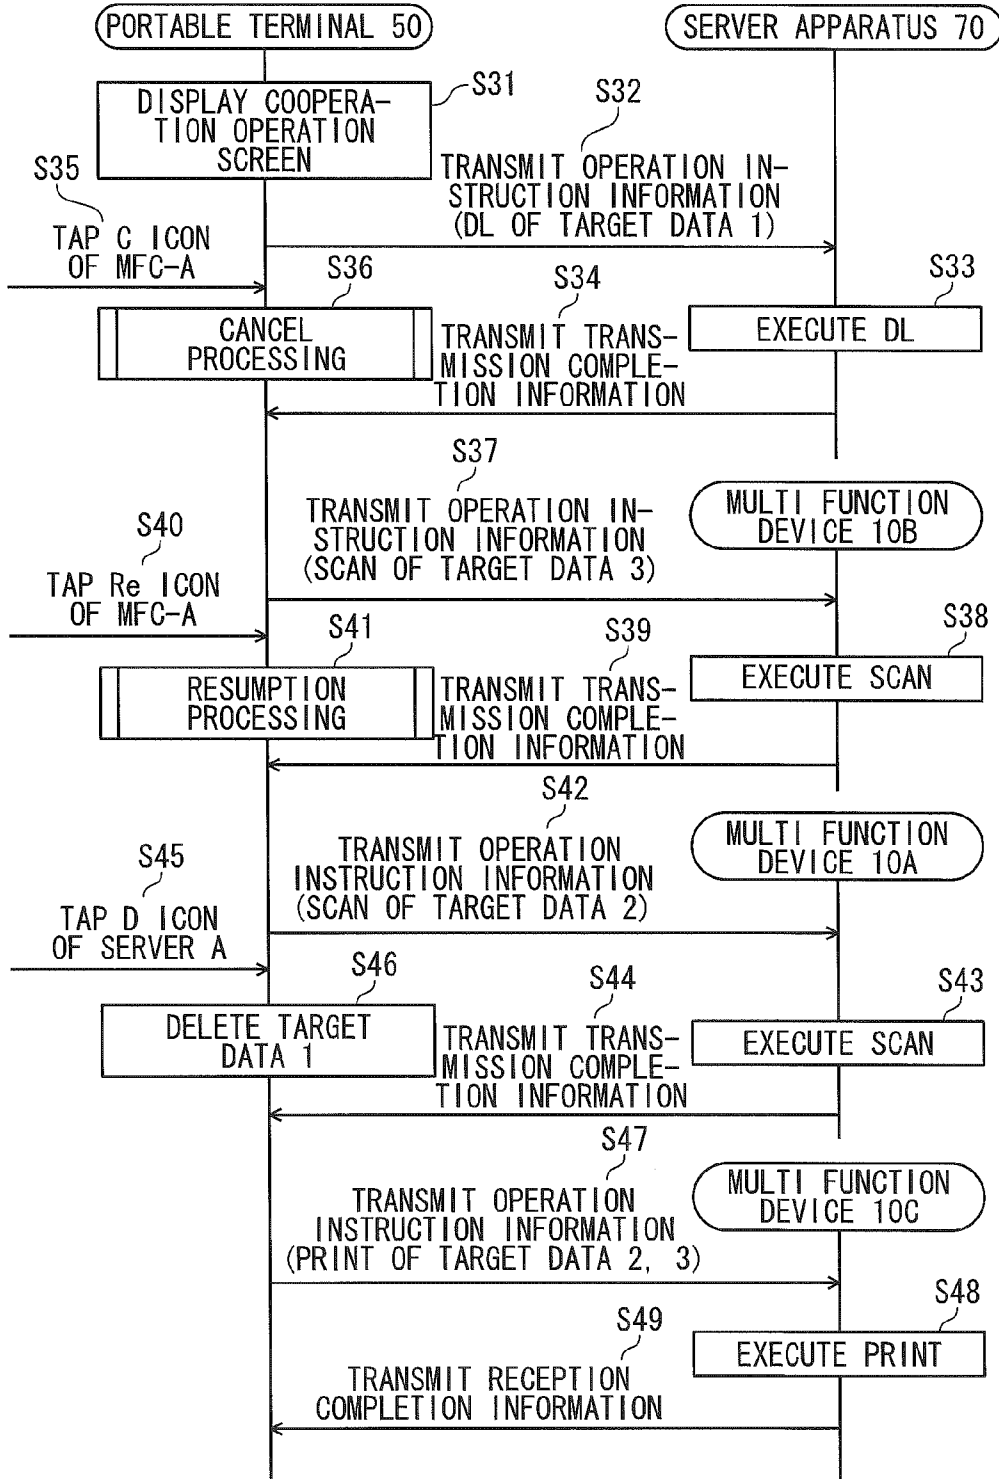 PORTABLE TERMINAL 50
SERVER APPARATUS 70
S31
DISPLAY COOPERA-
TION OPERATION
SCREEN
S32
TRANSMIT OPERATION IN-
STRUCTION INFORMATION
(DL OF TARGET DATA 1)
S35
TAP C ICON
OF MFC-A
S36
CANCEL
PROCESSING
S34
TRANSMIT TRANS-
MISSION COMPLE-
TION INFORMATION
S33
EXECUTE DL
S37
TRANSMIT OPERATION IN-
STRUCTION INFORMATION
(SCAN OF TARGET DATA 3)
MULTI FUNCTION
DEVICE 10B
S40
TAP Re ICON
OF MFC-A
S41
RESUMPTION
PROCESSING
S39
TRANSMIT TRANS-
MISSION COMPLE-
TION INFORMATION
S38
EXECUTE SCAN
S42
TRANSMIT OPERATION
INSTRUCTION INFORMATION
(SCAN OF TARGET DATA 2)
MULTI FUNCTION
DEVICE 10A
S45
TAP D ICON
OF SERVER A
S46
DELETE TARGET
DATA 1
S44
TRANSMIT TRANS-
MISSION COMPLE-
TION INFORMATION
S43
EXECUTE SCAN
S47
TRANSMIT OPERATION
INSTRUCTION INFORMATION
(PRINT OF TARGET DATA 2, 3)
MULTI FUNCTION
DEVICE 10C
S48
EXECUTE PRINT
S49
TRANSMIT RECEPTION
COMPLETION INFORMATION